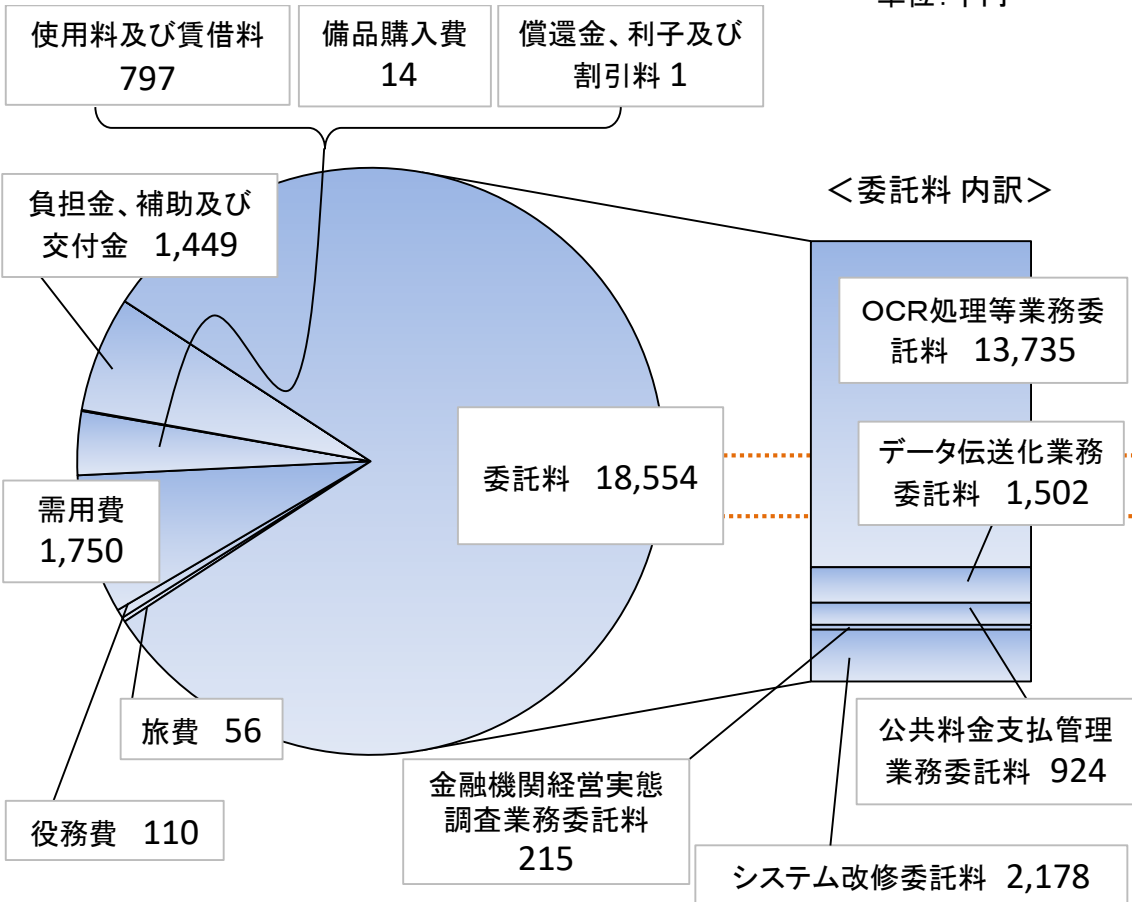 使用料及び賃借料
797
備品購入費
14
償還金、利子及び
割引料 1
負担金、補助及び
交付金 1,449
＜委託料 内訳＞
OCR処理等業務委
託料 13,735
データ伝送化業務
委託料 1,502
委託料 18,554
需用費
1,750
旅費 56
役務費 110
金融機関経営実態
調査業務委託料
215
公共料金支払管理
業務委託料 924
システム改修委託料 2,178